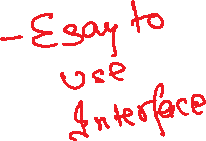 - Esay to
use
Interface